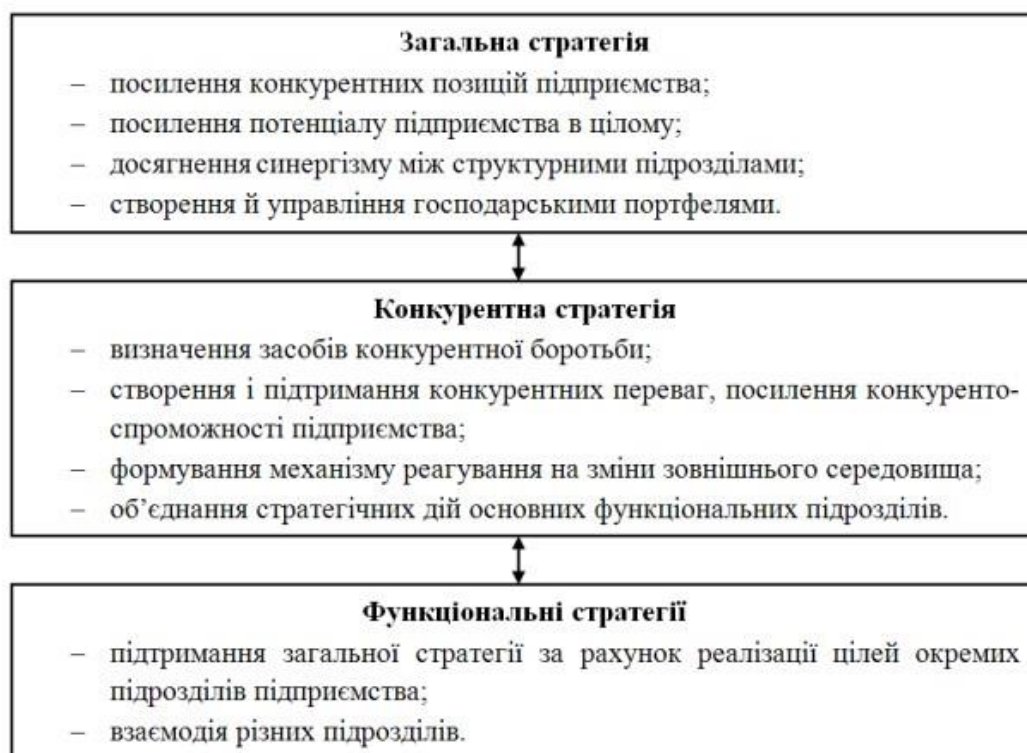 Загальна стратегія
– посилення конкурентних позицій підприємства;
– посилення потенціалу підприємства в цілому;
– досягнення синергізму між структурними підрозділами;
– створення й управління господарськими портфелями.
Конкурентна стратегія
– визначення засобів конкурентної боротьби;
– створення і підтримання конкурентних переваг, посилення конкуренто-
спроможності підприємства;
– формування механізму реагування на зміни зовнішнього середовища;
– об’єднання стратегічних дій основних функціональних підрозділів.
Функціональні стратегії
– підтримання загальної стратегії за рахунок реалізації цілей окремих
підрозділів підприємства;
– взаємодія різних підрозділів.